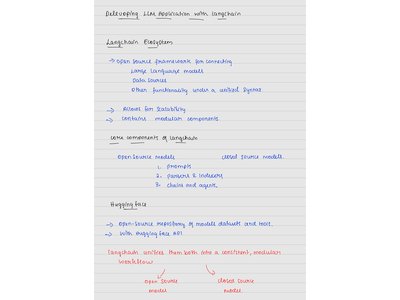 Developing LLM Application with Langchain
Langchain Ecosystem
→ Open Source framework for connecting
Large Language models
Data Sources
Other functionality under a unified Syntax
→ Allows for Scalability
→ Contains modular components.
Core components of Langchain
Open Source models closed source models.
1. Prompts
2. Parsers & indexers
3. chains and agents.
Hugging face
→ Open-Source Repository of models datasets and tools.
→ With Hugging face API
Langchain unifies them both into a consistent, modular
workflow
Open Source closed source
model model